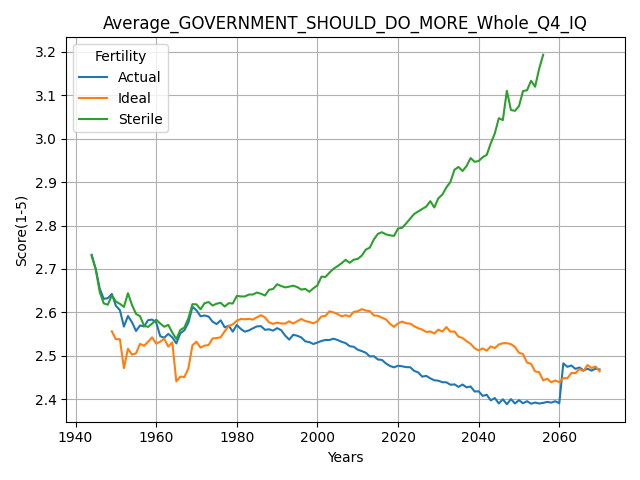 Average_GOVERNMENT_SHOULD_DO_MORE_Whole_Q4_IQ
Fertility
Actual
Ideal
Sterile
Score(1-5)
3.2
3.1
3.0
2.9
2.8
2.7
2.6
2.5
2.4
1940 1960 1980 2000 2020 2040 2060
Years